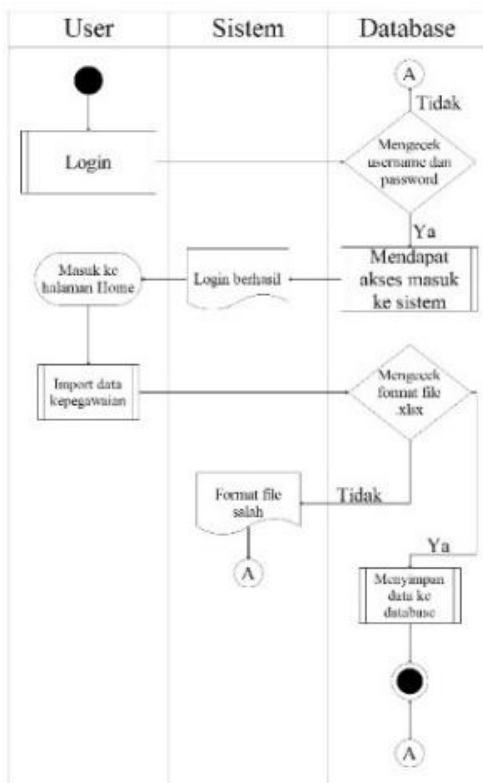 User
Sistem
Database
A
Tidak
Login
Mengecek
username dan
password
Ya
Masuk ke
halaman Home
Login berhasil
Mendapat
akses masuk
ke sistem
Import data
kepegawaian
Mengecek
format file
.xlsx
Format file
salah
Tidak
A
Ya
Menyimpan
data ke
database
A